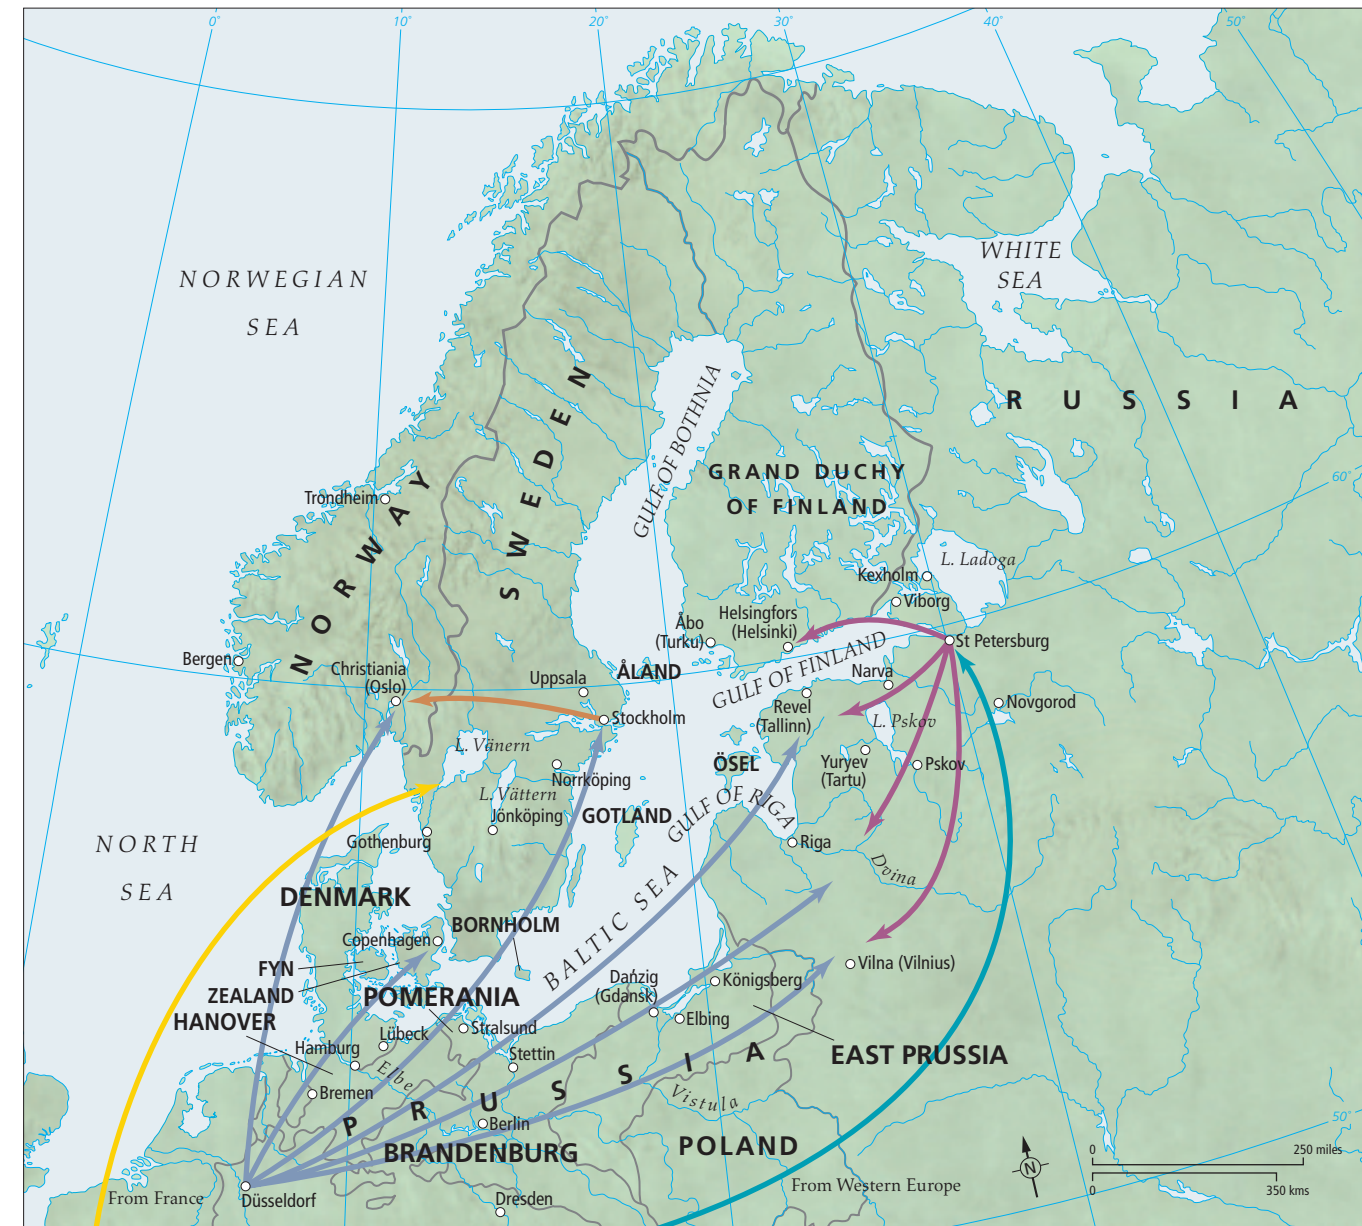 0°
10°
20°
30°
40°
50°
NORWEGIAN
SEA
WHITE
SEA
RUSSIA
GULF OF BOTHNIA
SWEDEN
NORWAY
GRAND DUCHY
OF FINLAND
60°
Trondheim
L. Ladoga
Kexholm
Viborg
Helsingfors
(Helsinki)
Åbo
(Turku)
St Petersburg
Bergen
Christiania
(Oslo)
Uppsala
ÅLAND
GULF OF FINLAND
Narva
Stockholm
Revel
(Tallinn)
Novgorod
L. Pskov
L. Vänern
ÖSEL
Yuryev
(Tartu)
Pskov
Norrköping
L. Vättern
Jönköping
GOTLAND
GULF OF RIGA
NORTH
SEA
Gothenburg
Riga
Dvina
DENMARK
BALTIC SEA
BORNHOLM
Copenhagen
FYN
ZEALAND
POMERANIA
Danzig
(Gdansk)
Königsberg
Vilna (Vilnius)
HANOVER
Lübeck
Stralsund
Elbing
Hamburg
Stettin
EAST PRUSSIA
Elbe
Bremen
PRUSSIA
Vistula
Berlin
50°
BRANDENBURG
POLAND
N
0
250 miles
0
350 kms
From France
Düsseldorf
Dresden
From Western Europe